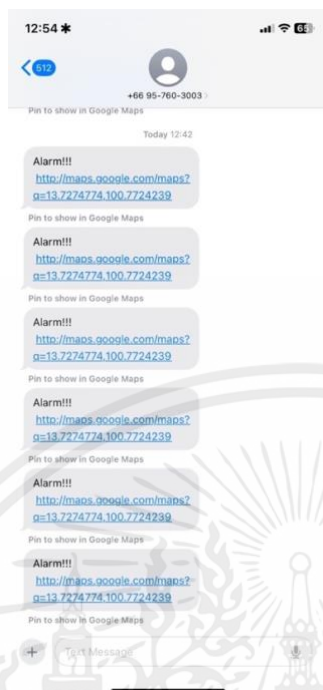 12:54
65
512
+66 95-760-3003
Pin to show in Google Maps
Today 12:42
Alarm!!!
http://maps.google.com/maps?
q=13.7274774,100.7724239
Pin to show in Google Maps
Alarm!!!
http://maps.google.com/maps?
q=13.7274774,100.7724239
Pin to show in Google Maps
Alarm!!!
http://maps.google.com/maps?
q=13.7274774,100.7724239
Pin to show in Google Maps
Alarm!!!
http://maps.google.com/maps?
q=13.7274774,100.7724239
Pin to show in Google Maps
Alarm!!!
http://maps.google.com/maps?
q=13.7274774,100.7724239
Pin to show in Google Maps
Alarm!!!
http://maps.google.com/maps?
q=13.7274774,100.7724239
Pin to show in Google Maps
Text Message